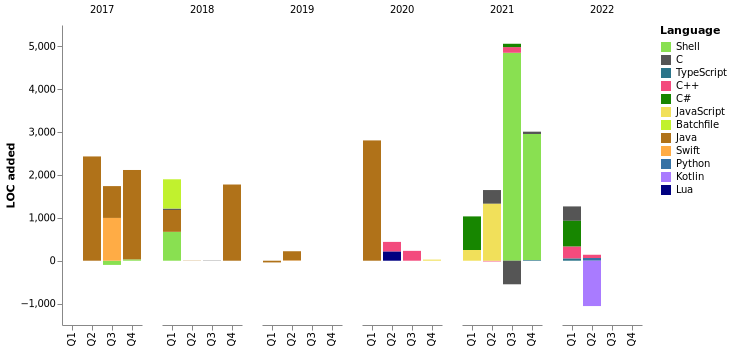 2017 2018 2019 2020 2021 2022
Language
Shell
C
TypeScript
C++
C#
JavaScript
Batchfile
Java
Swift
Python
Kotlin
Lua
LOC added
5,000
4,000
3,000
2,000
1,000
0
−1,000
Q1 Q2 Q3 Q4 Q1 Q2 Q3 Q4 Q1 Q2 Q3 Q4 Q1 Q2 Q3 Q4 Q1 Q2 Q3 Q4 Q1 Q2 Q3 Q4